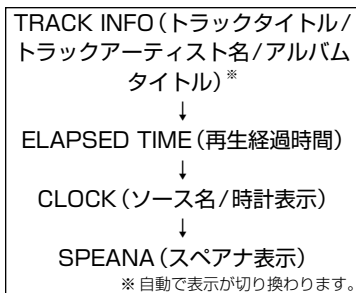 TRACK INFO（トラックタイトル/
トラックアーティスト名/アルバム
タイトル）※
↓
ELAPSED TIME（再生経過時間）
↓
CLOCK（ソース名/時計表示）
↓
SPEANA（スペアナ表示）
※ 自動で表示が切り換わります。